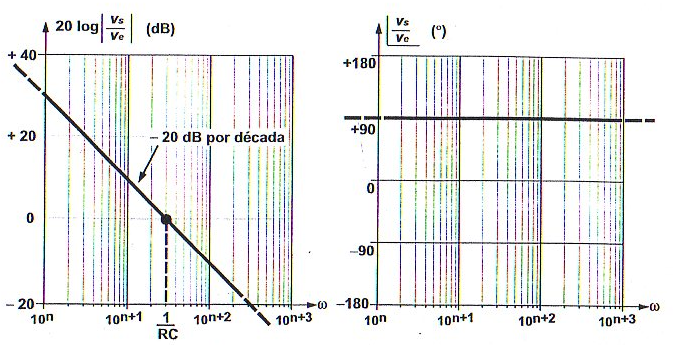 20 log|vs/ve| (dB)
+ 40
+ 20
0
– 20
– 20 dB por década
10ⁿ
10ⁿ⁺¹
1/RC
10ⁿ⁺²
10ⁿ⁺³
ω
vs/ve (º)
+180
+90
0
–90
–180
10ⁿ
10ⁿ⁺¹
10ⁿ⁺²
10ⁿ⁺³
ω